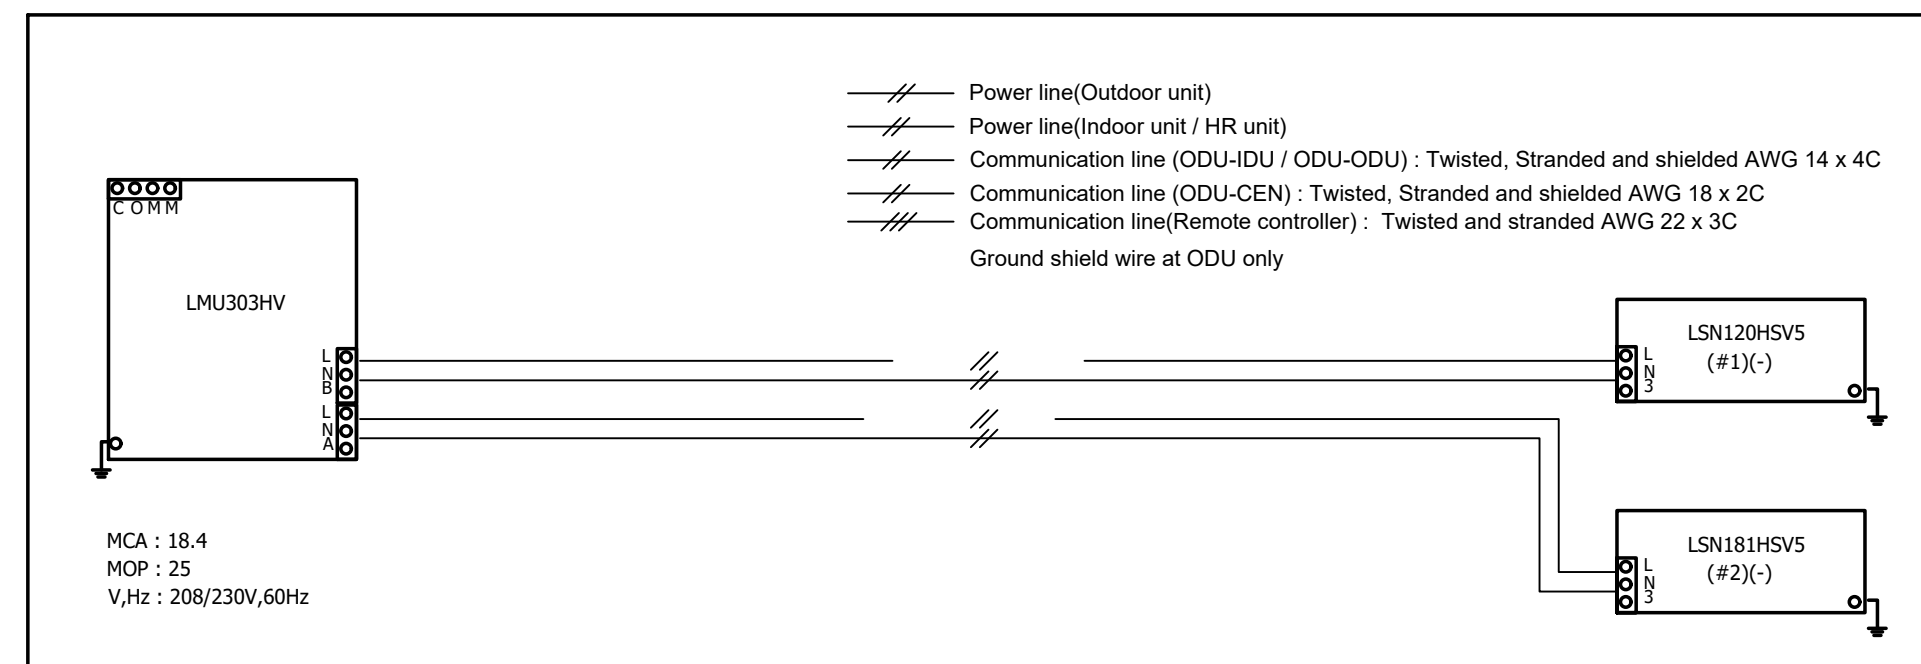 Power line(Outdoor unit)
Power line(Indoor unit / HR unit)
Communication line (ODU-IDU / ODU-ODU) : Twisted, Stranded and shielded AWG 14 x 4C
Communication line (ODU-CEN) : Twisted, Stranded and shielded AWG 18 x 2C
Communication line(Remote controller) : Twisted and stranded AWG 22 x 3C
Ground shield wire at ODU only
C O M M
LMU303HV
L
N
B
L
N
A
MCA : 18.4
MOP : 25
V,Hz : 208/230V,60Hz
LSN120HSV5
(#1)(-)
L
N
3
LSN181HSV5
(#2)(-)
L
N
3